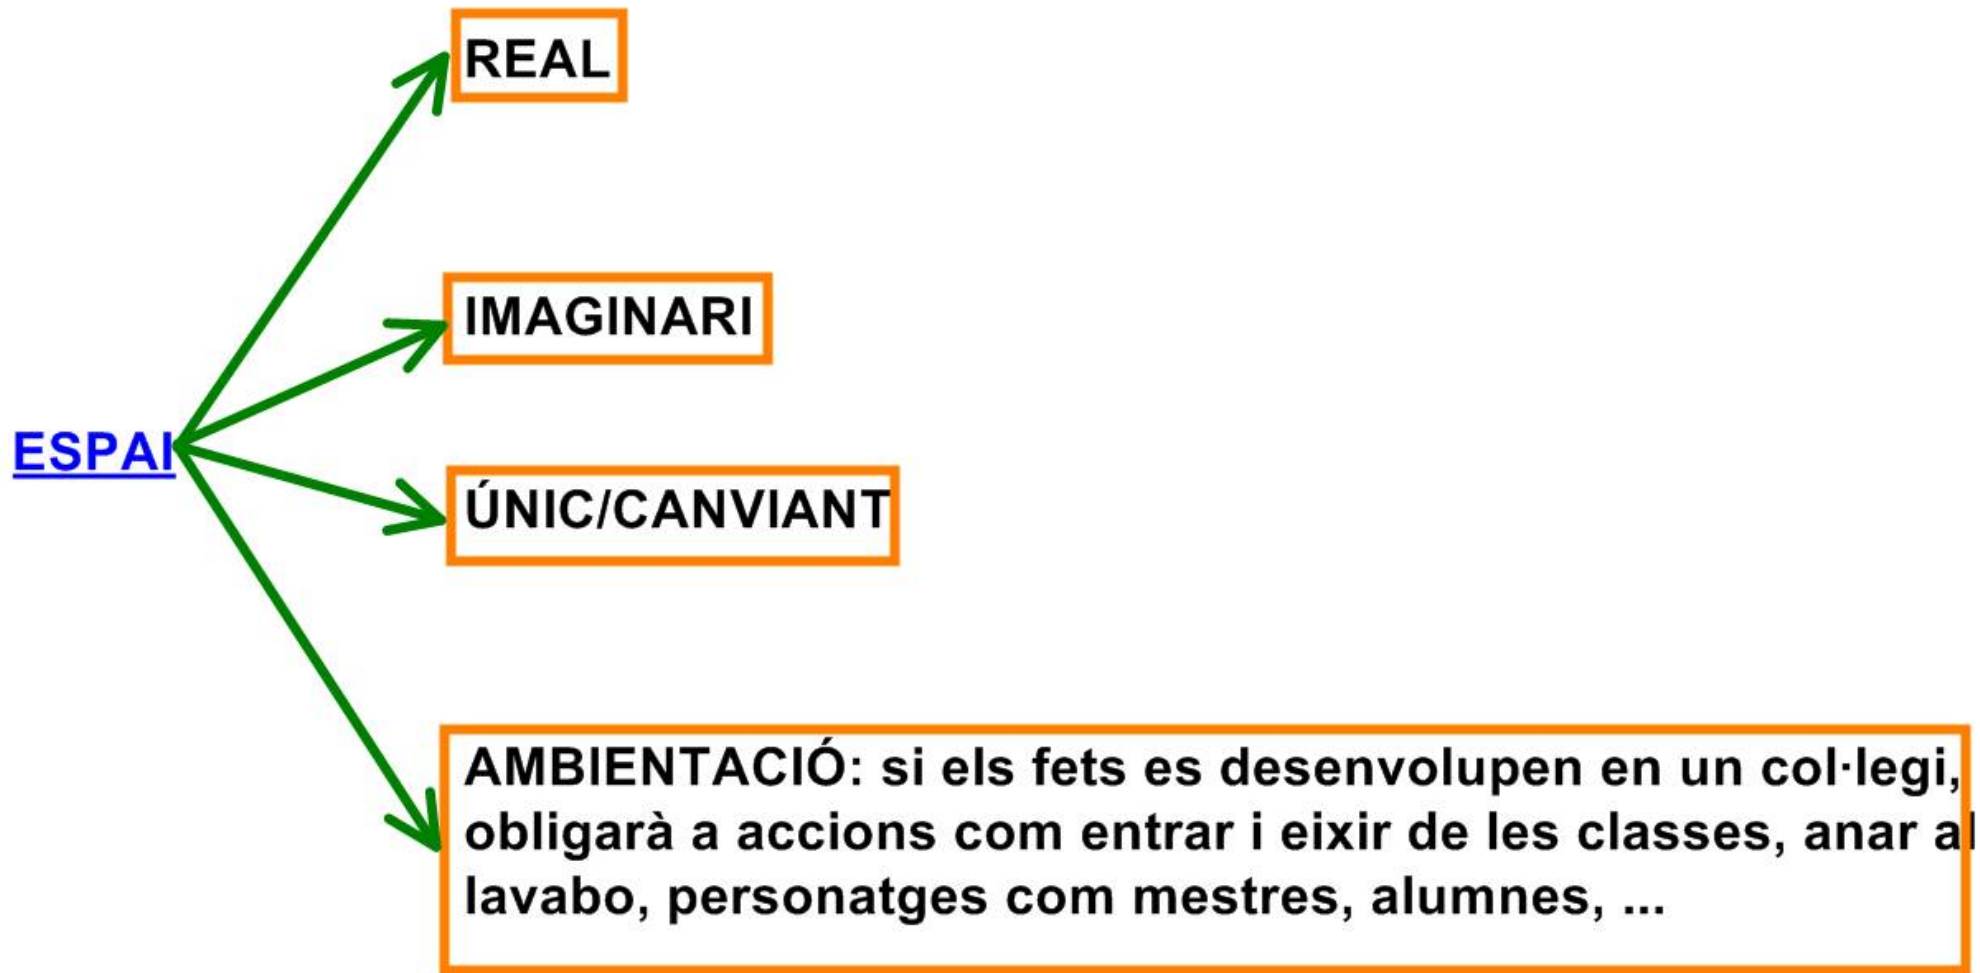 REAL
IMAGINARI
ESPAI
ÚNIC/CANVIANT
AMBIENTACIÓ: si els fets es desenvolupen en un col·legi,
obligarà a accions com entrar i eixir de les classes, anar al
lavabo, personatges com mestres, alumnes, ...